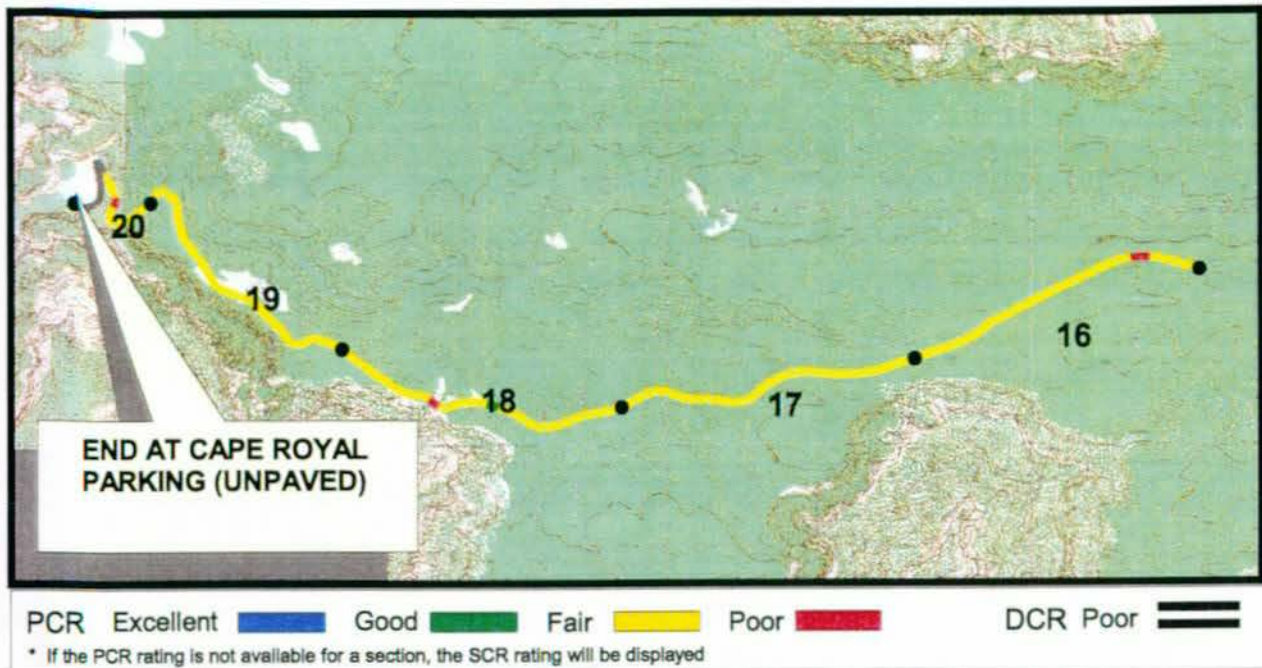 20
19
18
17
16
END AT CAPE ROYAL
PARKING (UNPAVED)
PCR Excellent Good Fair Poor DCR Poor
* If the PCR rating is not available for a section, the SCR rating will be displayed